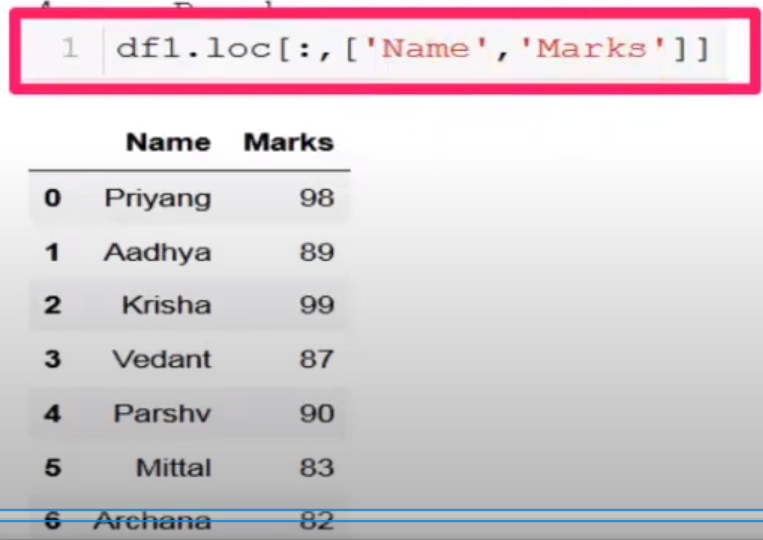 1 df1.loc[:,['Name','Marks']]
Name Marks
0 Priyang 98
1 Aadhya 89
2 Krisha 99
3 Vedant 87
4 Parshv 90
5 Mittal 83
6 Archana 82